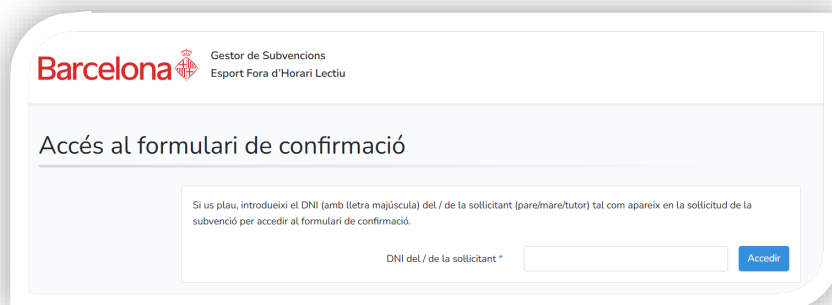 Barcelona
Gestor de Subvencions
Esport Fora d'Horari Lectiu
Accés al formulari de confirmació
Si us plau, introdueixi el DNI (amb lletra majúscula) del / de la sol·licitant (pare/mare/tutor) tal com apareix en la sol·licitud de la
subvenció per accedir al formulari de confirmació.
DNI del / de la sol·licitant *
Accedir